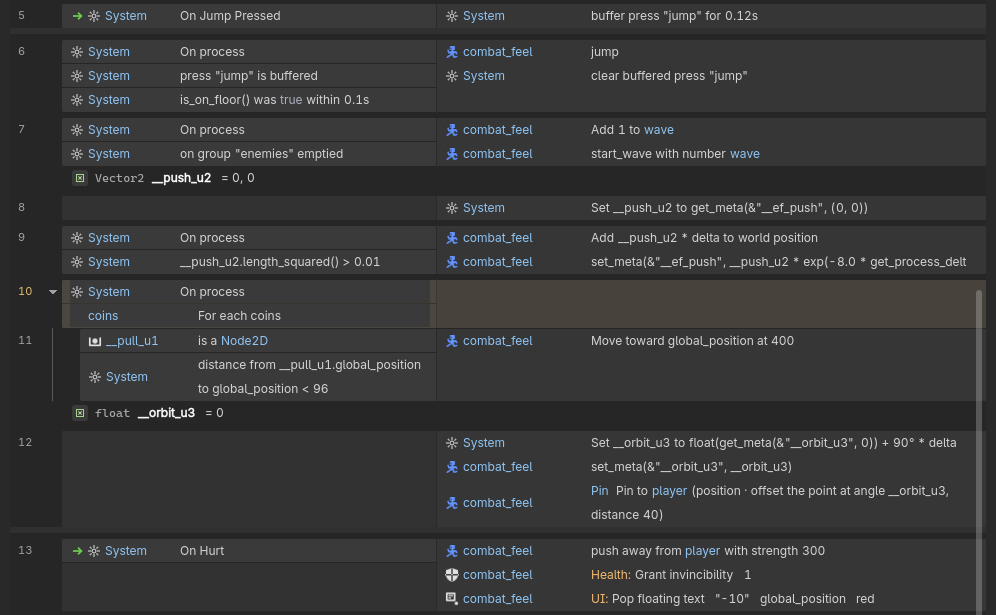 5 System On Jump Pressed System buffer press "jump" for 0.12s
6 System On process combat_feel jump
System press "jump" is buffered System clear buffered press "jump"
System is_on_floor() was true within 0.1s
7 System On process combat_feel Add 1 to wave
System on group "enemies" emptied combat_feel start_wave with number wave
Vector2 __push_u2 = 0, 0
8 System Set __push_u2 to get_meta(&"__ef_push", (0, 0))
9 System On process combat_feel Add __push_u2 * delta to world position
System __push_u2.length_squared() > 0.01 combat_feel set_meta(&"__ef_push", __push_u2 * exp(-8.0 * get_process_delt
10 System On process
coins For each coins
11 __pull_u1 is a Node2D combat_feel Move toward global_position at 400
System distance from __pull_u1.global_position
to global_position < 96
float __orbit_u3 = 0
12 System Set __orbit_u3 to float(get_meta(&"__orbit_u3", 0)) + 90° * delta
combat_feel set_meta(&"__orbit_u3", __orbit_u3)
combat_feel Pin Pin to player (position · offset the point at angle __orbit_u3,
distance 40)
13 System On Hurt combat_feel push away from player with strength 300
combat_feel Health: Grant invincibility 1
combat_feel UI: Pop floating text "-10" global_position red